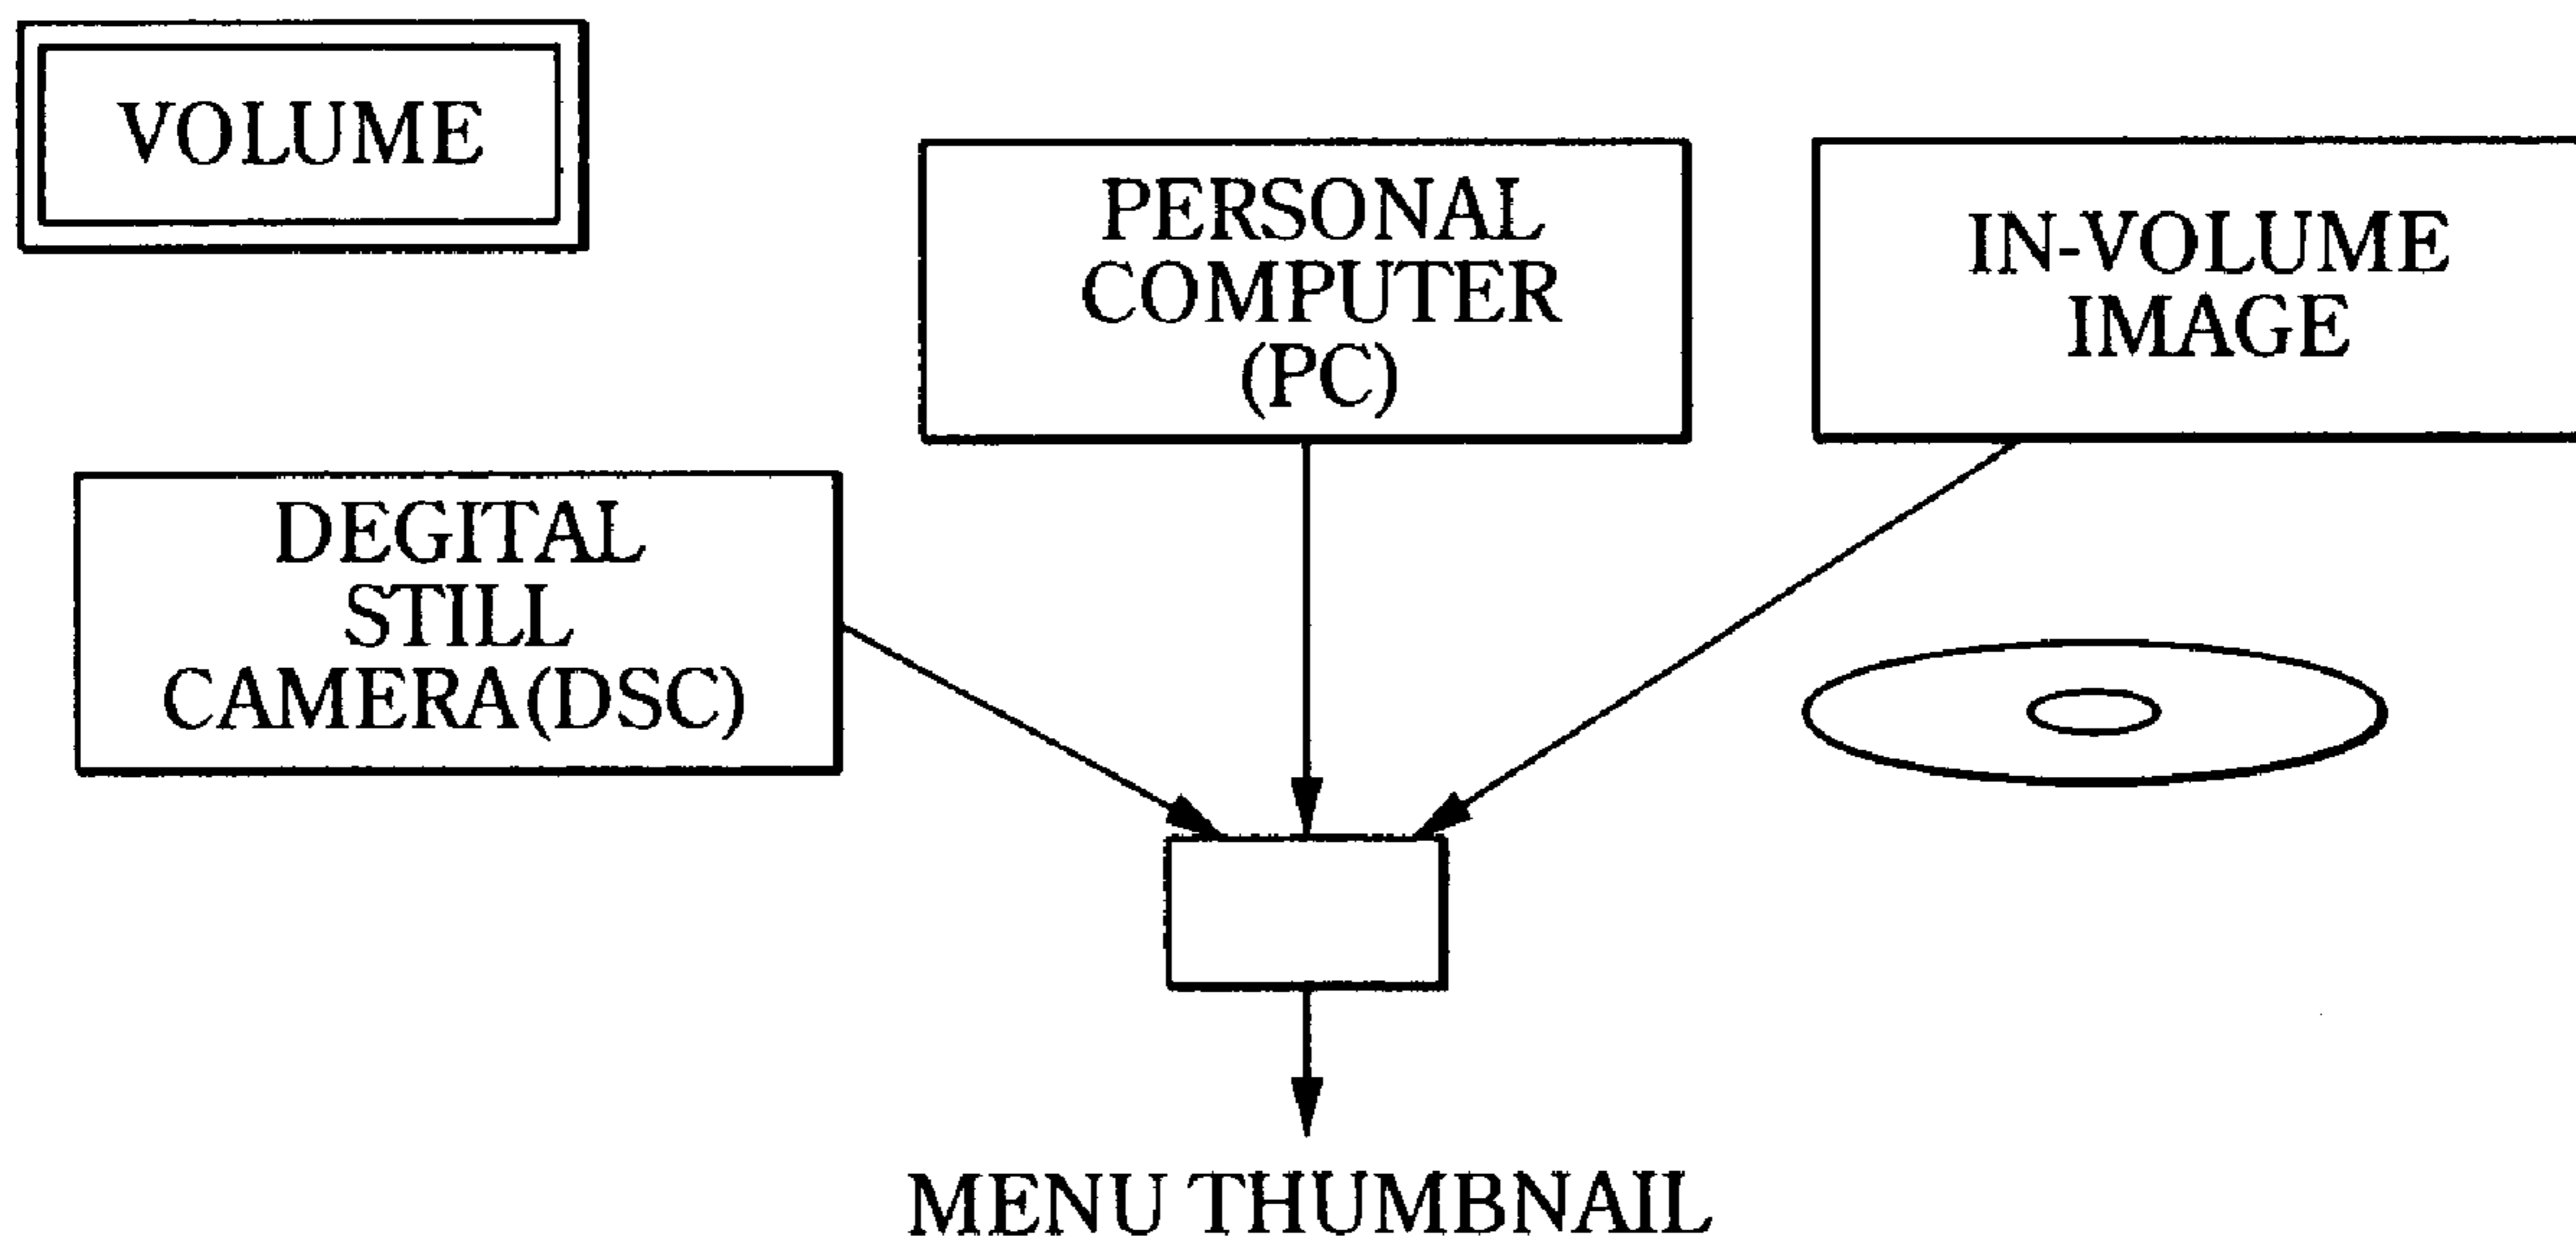 VOLUME
PERSONAL
COMPUTER
(PC)
IN-VOLUME
IMAGE
DEGITAL
STILL
CAMERA(DSC)
MENU THUMBNAIL